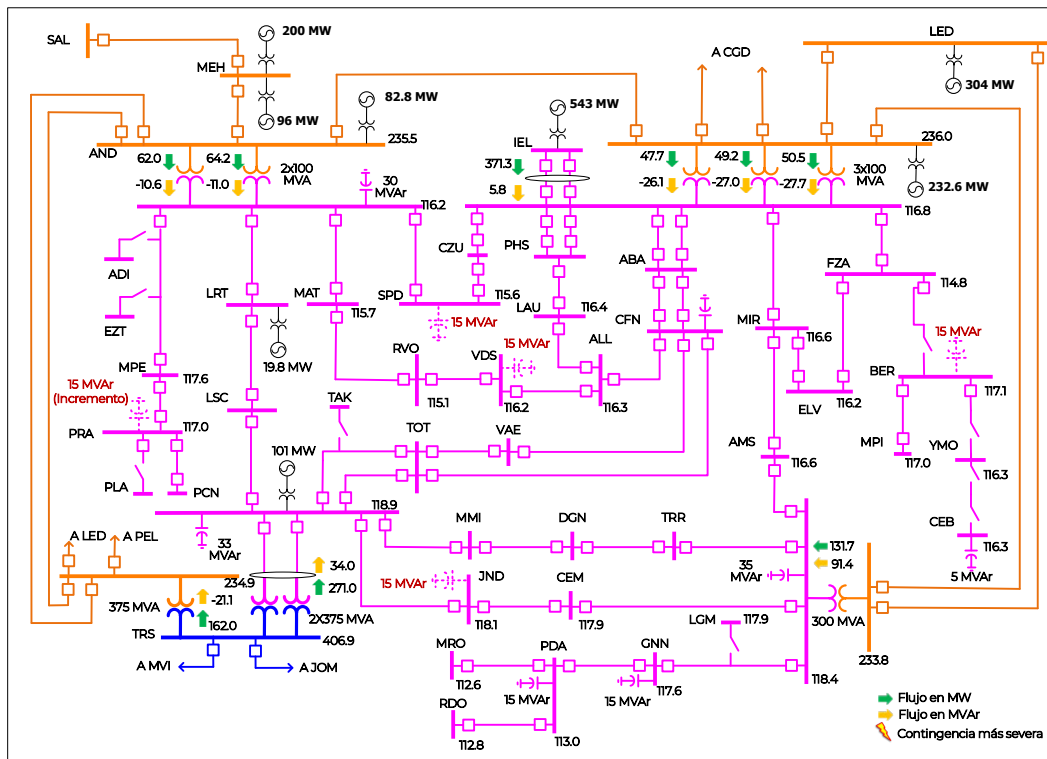 SAL
200 MW
LED
MEH
A CGD
304 MW
82.8 MW
96 MW
543 MW
AND
235.5
IEL
236.0
62.0
64.2
2x100
MVA
-10.6
-11.0
30
MVAr
371.3
5.8
47.7
49.2
50.5
3x100
MVA
-26.1
-27.0
-27.7
232.6 MW
116.2
116.8
CZU
PHS
ABA
FZA
ADI
EZT
LRT
MAT
SPD
115.6
LAU
116.4
CFN
MIR
114.8
115.7
15 MVAr
116.6
15 MVAr
19.8 MW
RVO
VDS
15 MVAr
ALL
BER
117.1
MPE
117.6
115.1
116.2
116.3
ELV
116.2
15 MVAr
(Incremento)
LSC
TAK
TOT
VAE
AMS
MPI
117.0
YMO
116.3
PRA
117.0
116.6
PLA
PCN
101 MW
118.9
CEB
116.3
5 MVAr
33
MVAr
MMI
DGN
TRR
131.7
91.4
A LED
A PEL
34.0
271.0
15 MVAr
JND
CEM
35
MVAr
234.9
375 MVA
-21.1
162.0
2X375 MVA
118.1
117.9
LGM
117.9
300 MVA
TRS
406.9
MRO
PDA
GNN
233.8
A MVI
A JOM
112.6
15 MVAr
15 MVAr
117.6
118.4
RDO
112.8
113.0
Flujo en MW
Flujo en MVAr
Contingencia más severa